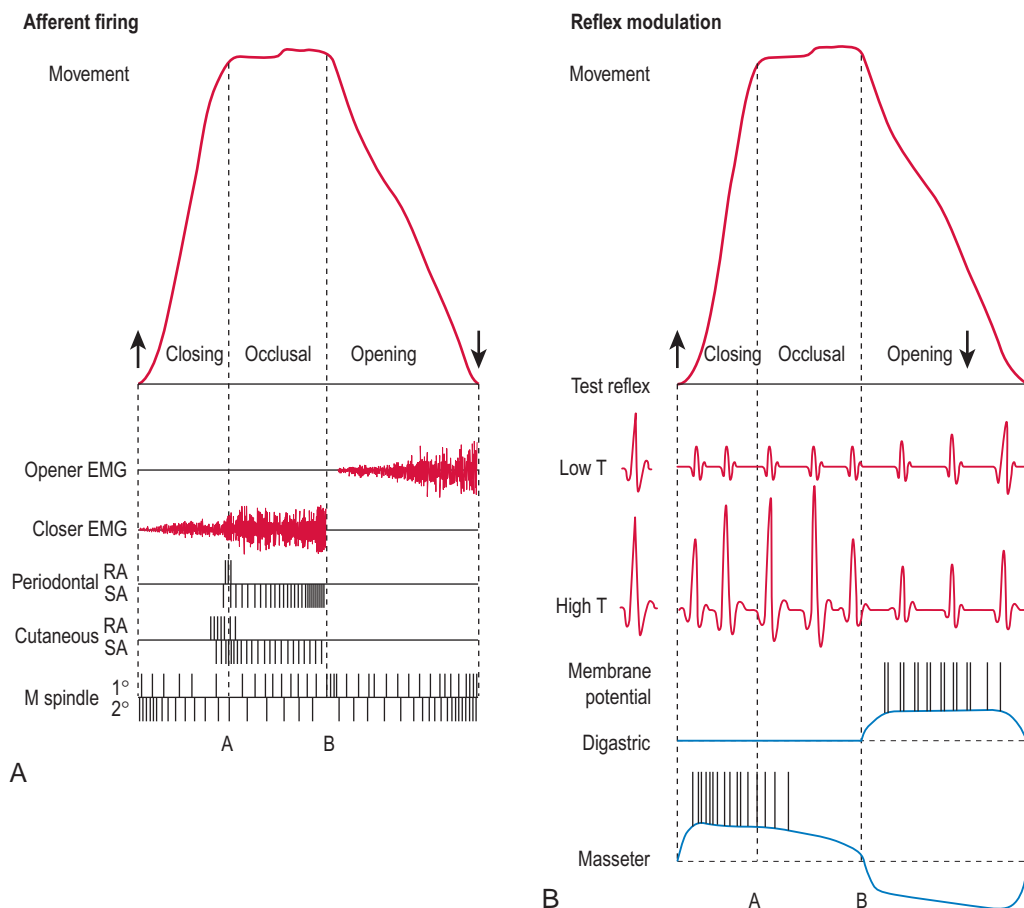 Afferent firing
Movement
Closing Occlusal Opening
Opener EMG
Closer EMG
Periodontal RA
SA
Cutaneous RA
SA
M spindle 1°
2°
A B
A
Reflex modulation
Movement
Closing Occlusal Opening
Test reflex
Low T
High T
Membrane
potential
Digastric
Masseter
A B
B